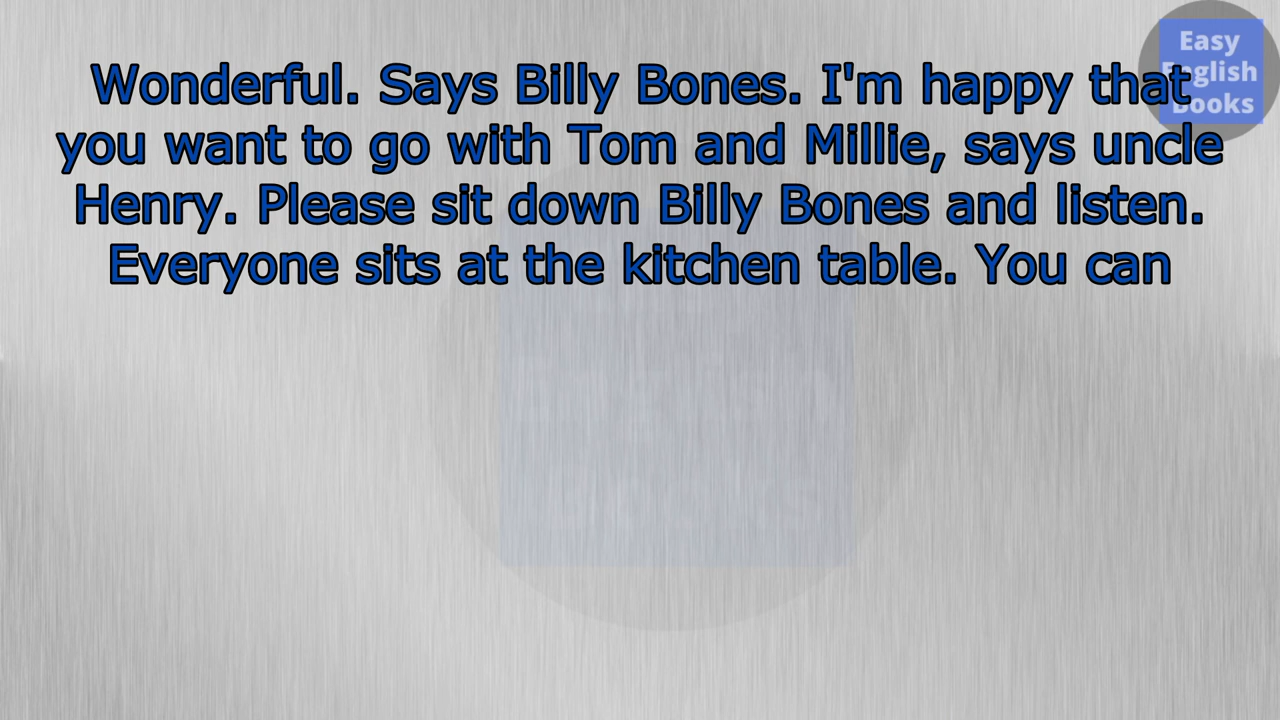 Easy
English
Books
Wonderful. Says Billy Bones. I'm happy that
you want to go with Tom and Millie, says uncle
Henry. Please sit down Billy Bones and listen.
Everyone sits at the kitchen table. You can